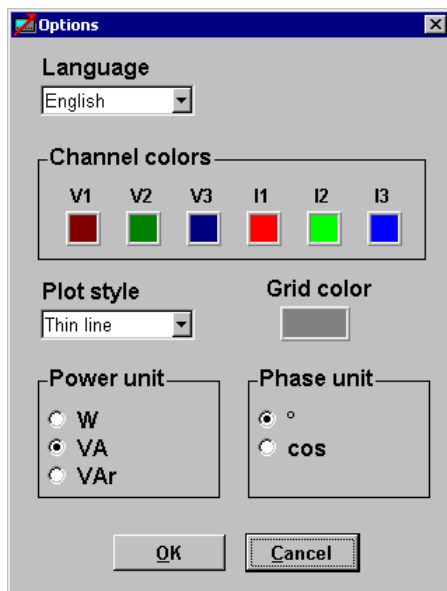 Options
Language
English
Channel colors
V1 V2 V3 I1 I2 I3
Plot style
Grid color
Thin line
Power unit
Phase unit
W
VA
VAr
°
cos
OK
Cancel